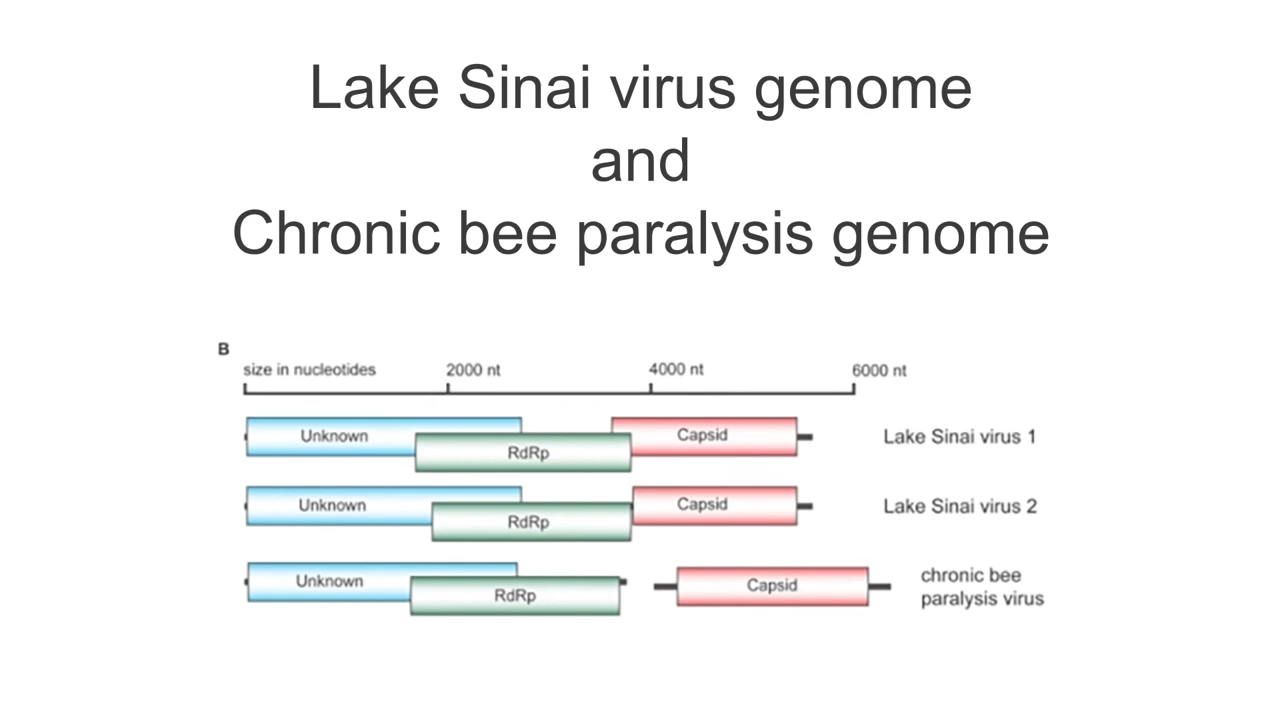 Lake Sinai virus genome
and
Chronic bee paralysis genome
B
size in nucleotides 2000 nt 4000 nt 6000 nt
Unknown RdRp Capsid Lake Sinai virus 1
Unknown RdRp Capsid Lake Sinai virus 2
Unknown RdRp Capsid chronic bee
paralysis virus